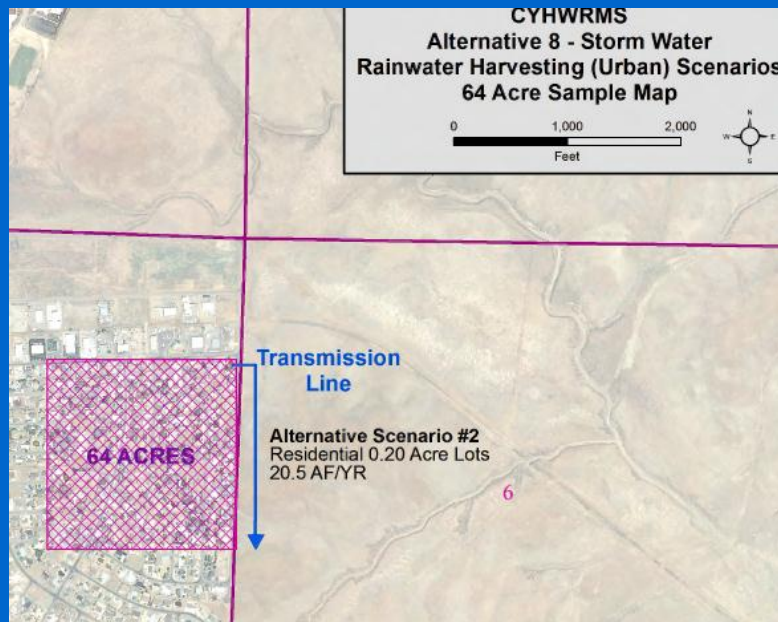 CYHWRMS
Alternative 8 - Storm Water
Rainwater Harvesting (Urban) Scenarios
64 Acre Sample Map
0 1,000 2,000
Feet
N
W E
S
Transmission
Line
Alternative Scenario #2
Residential 0.20 Acre Lots
20.5 AF/YR
64 ACRES
6